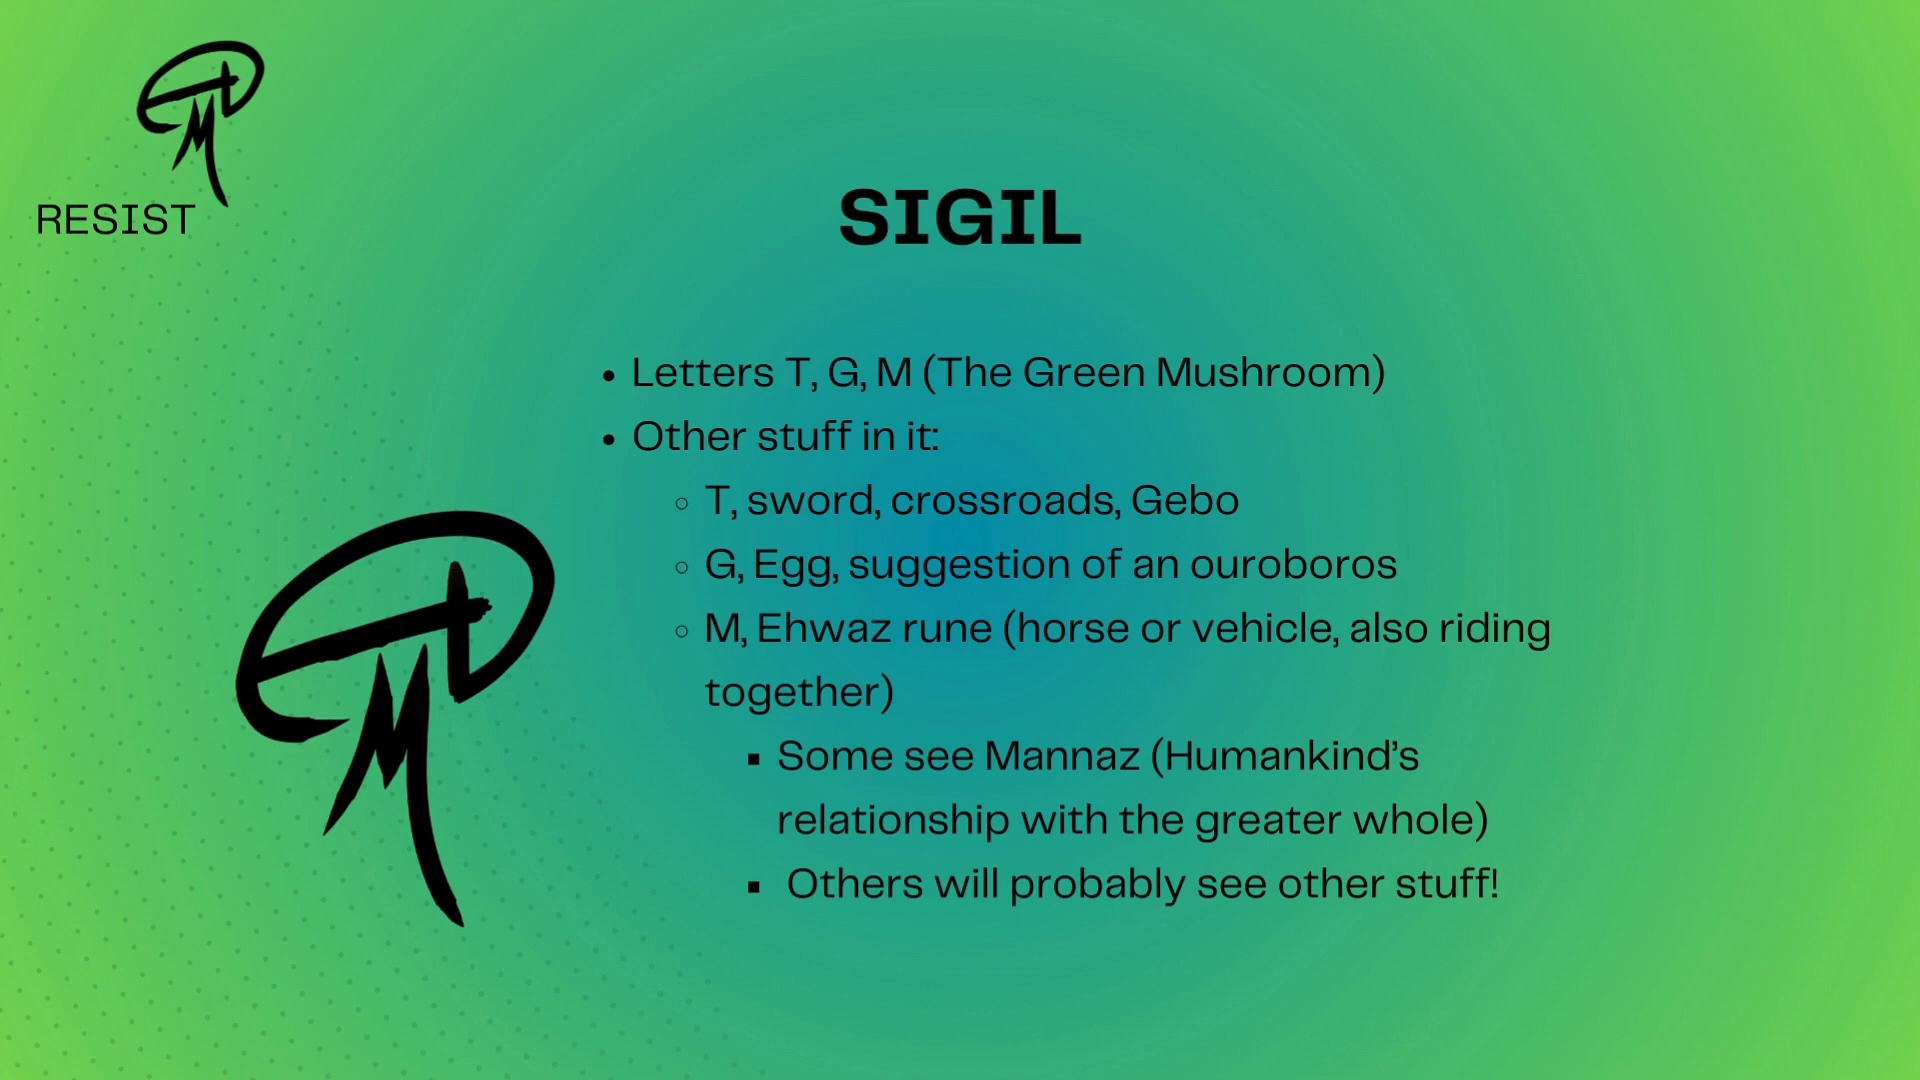 RESIST
SIGIL
• Letters T, G, M (The Green Mushroom)
• Other stuff in it:
◦ T, sword, crossroads, Gebo
◦ G, Egg, suggestion of an ouroboros
◦ M, Ehwaz rune (horse or vehicle, also riding
together)
▪ Some see Mannaz (Humankind’s
relationship with the greater whole)
▪ Others will probably see other stuff!